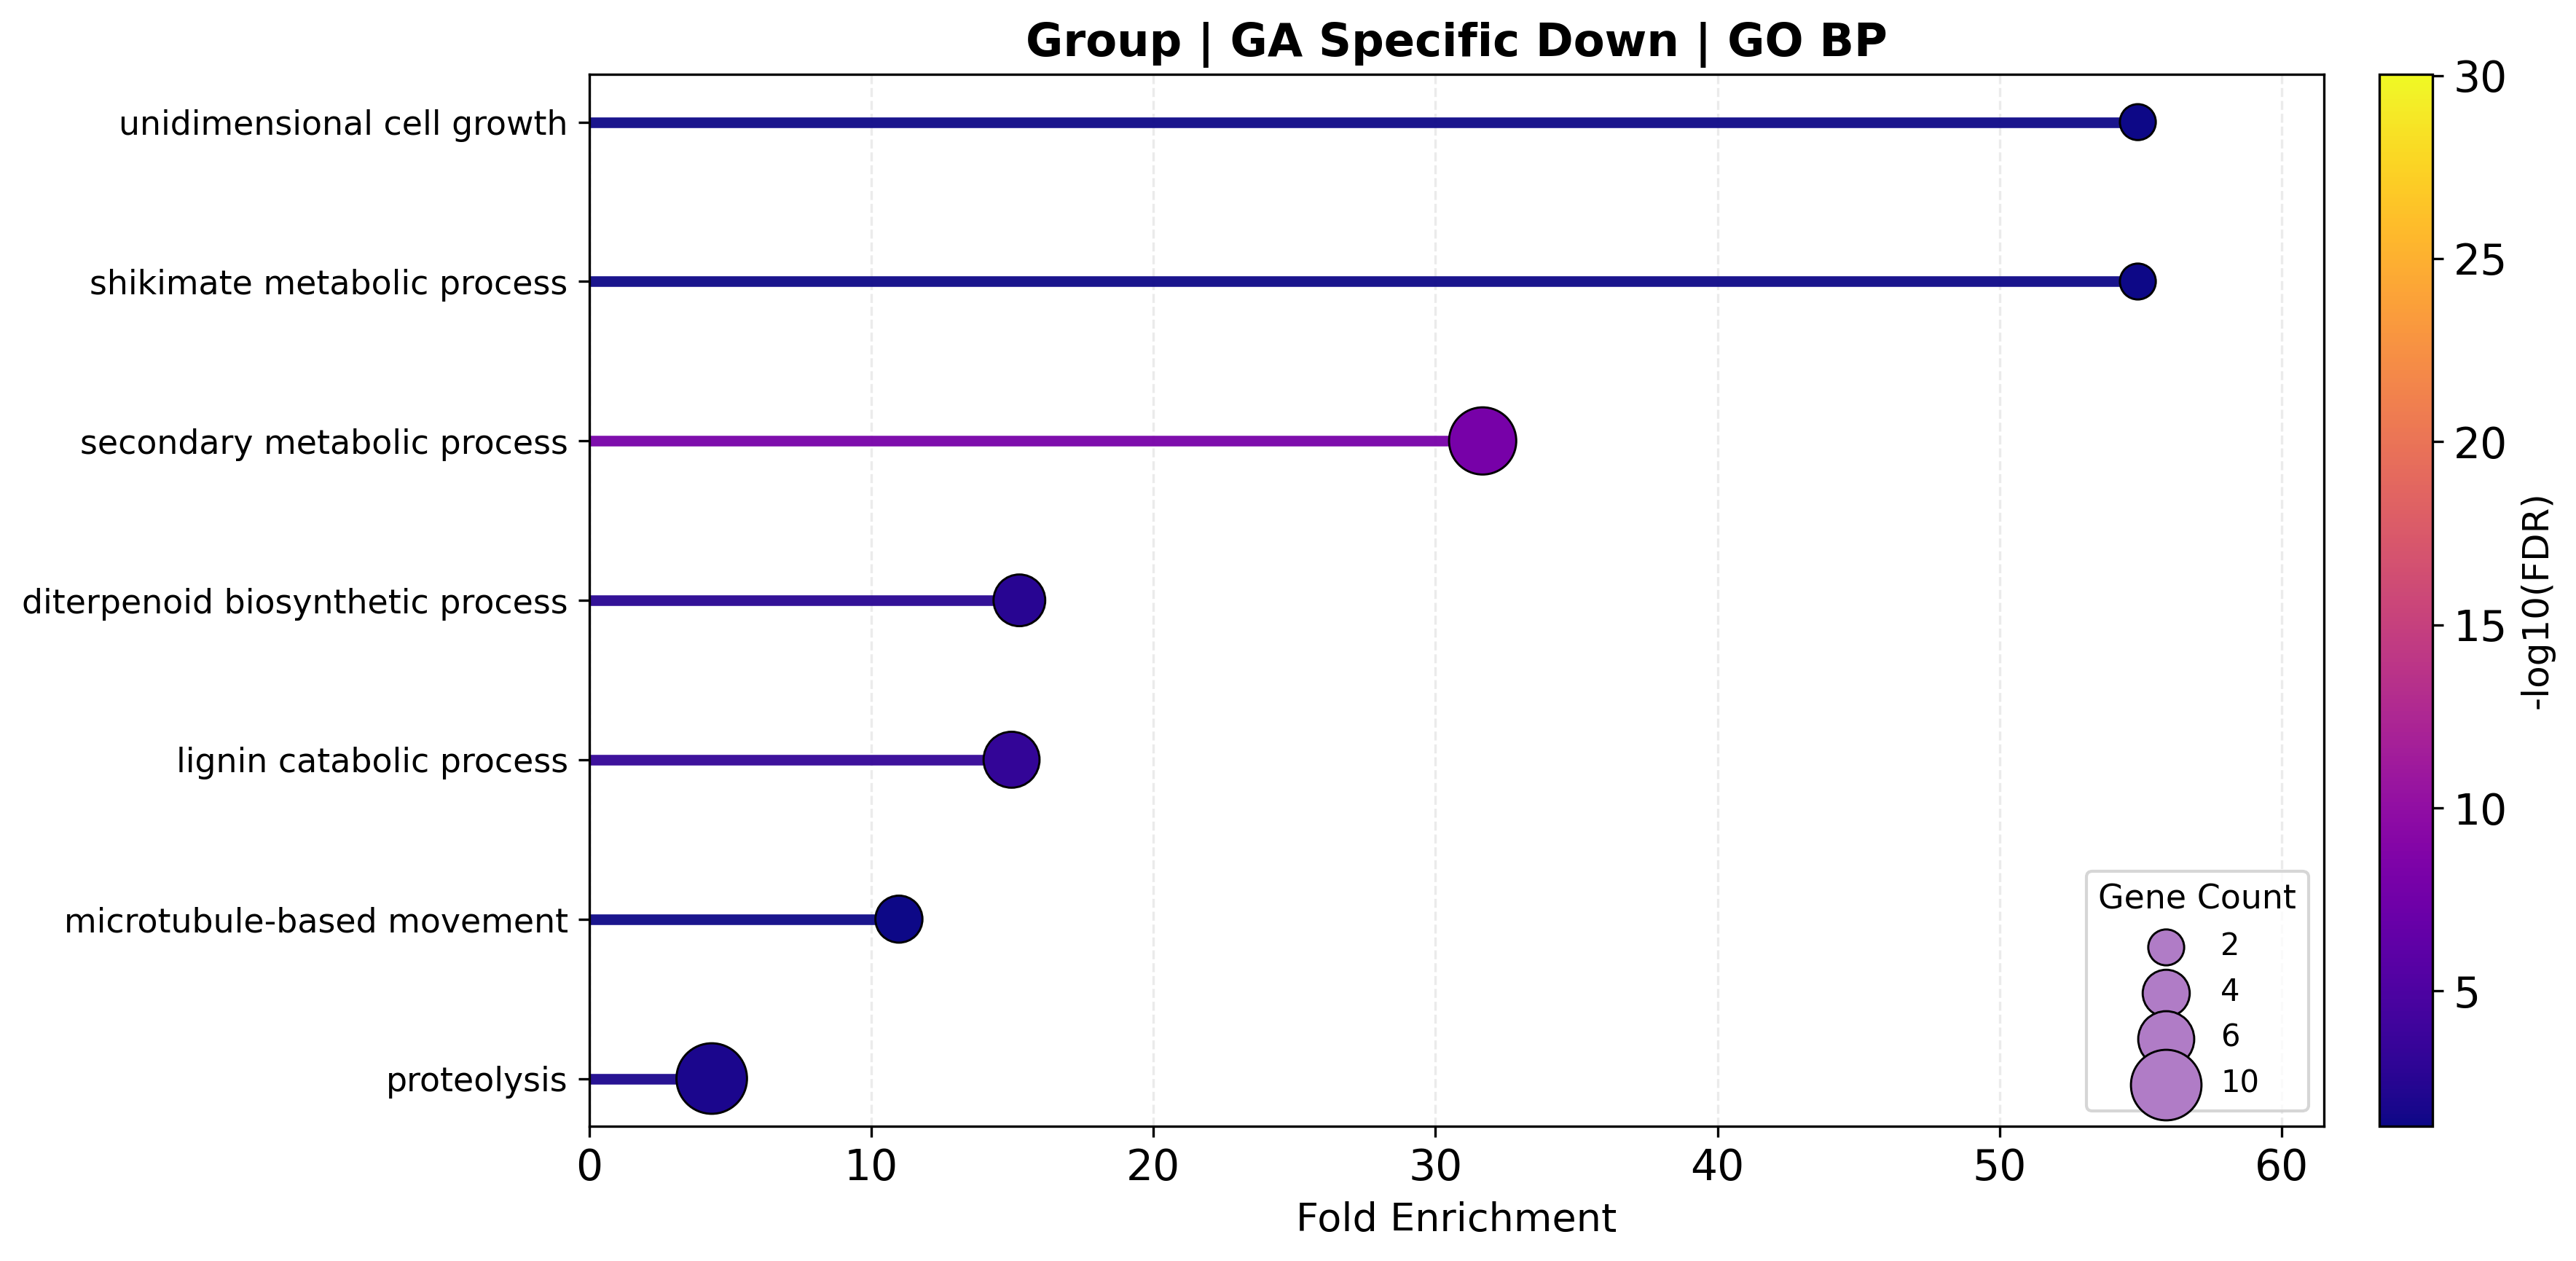 Group | GA Specific Down | GO BP
unidimensional cell growth
shikimate metabolic process
secondary metabolic process
diterpenoid biosynthetic process
lignin catabolic process
microtubule-based movement
proteolysis
0 10 20 30 40 50 60
Fold Enrichment
Gene Count
2
4
6
10
30
25
20
15
10
5
-log10(FDR)